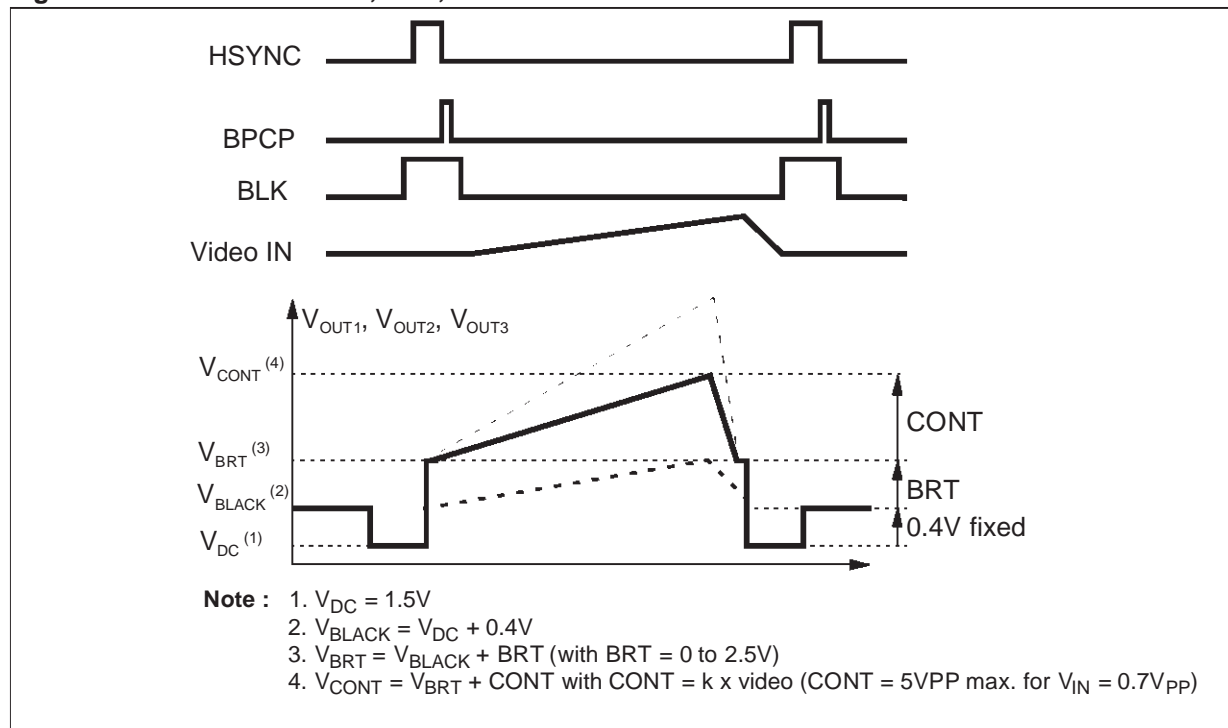 HSYNC
BPCP
BLK
Video IN
VOUT1, VOUT2, VOUT3
VCONT (4)
CONT
VBRT (3)
BRT
VBLACK (2)
0.4V fixed
VDC (1)
Note : 1. VDC = 1.5V
2. VBLACK = VDC + 0.4V
3. VBRT = VBLACK + BRT (with BRT = 0 to 2.5V)
4. VCONT = VBRT + CONT with CONT = k x video (CONT = 5VPP max. for VIN = 0.7VPP)